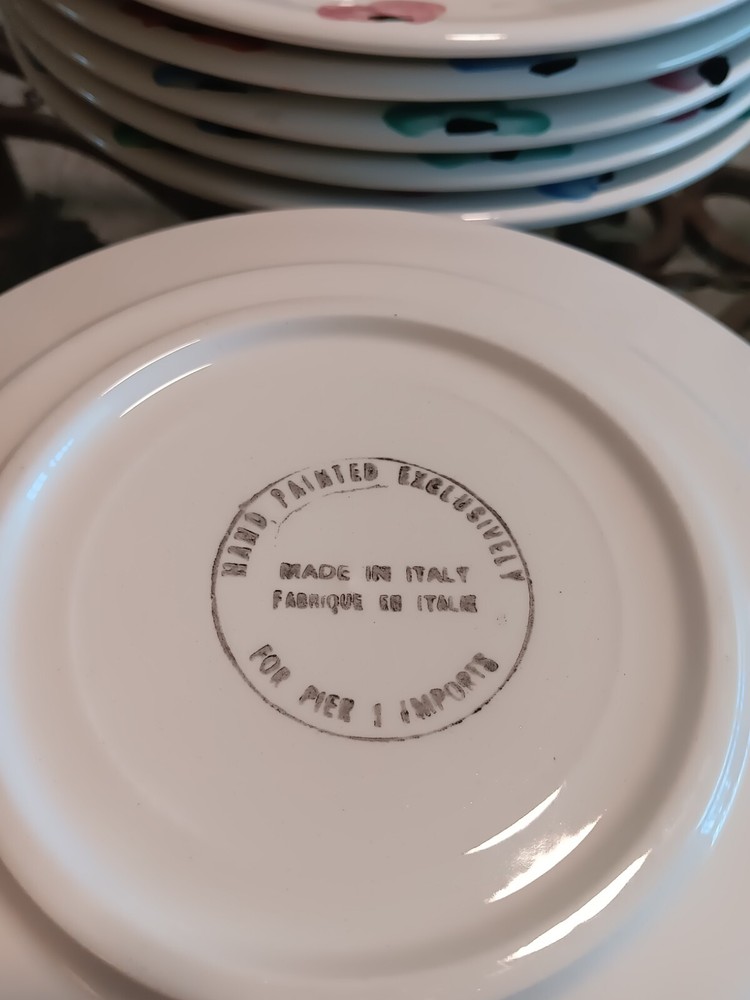 HAND PAINTED EXCLUSIVELY
MADE IN ITALY
FABRIQUE EN ITALIE
FOR PIER 1 IMPORTS